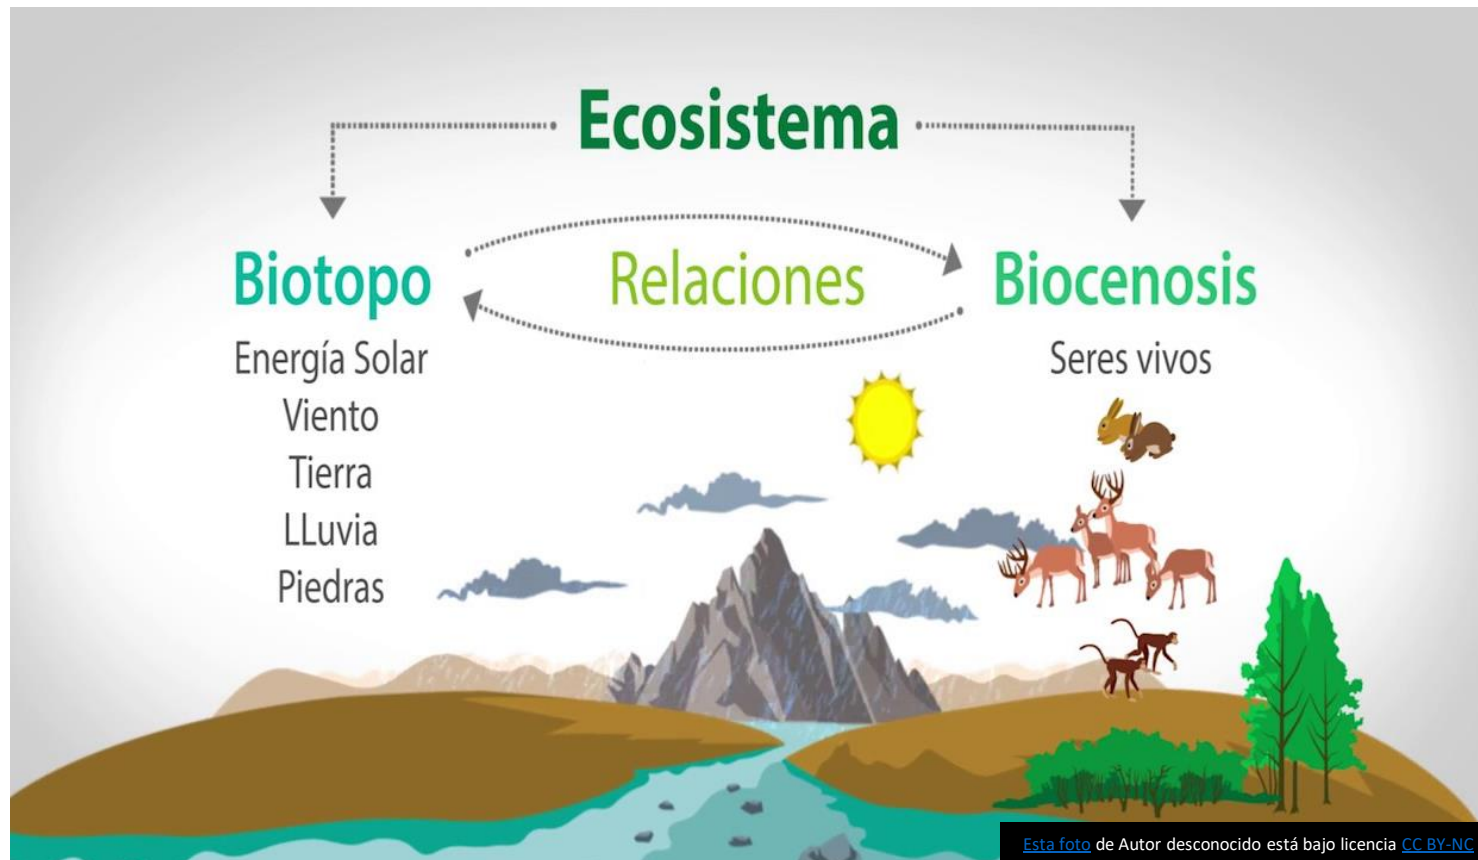 Ecosistema
Biotopo
Relaciones
Biocenosis
Energía Solar
Viento
Tierra
LLuvia
Piedras
Seres vivos
Esta foto de Autor desconocido está bajo licencia CC BY-NC